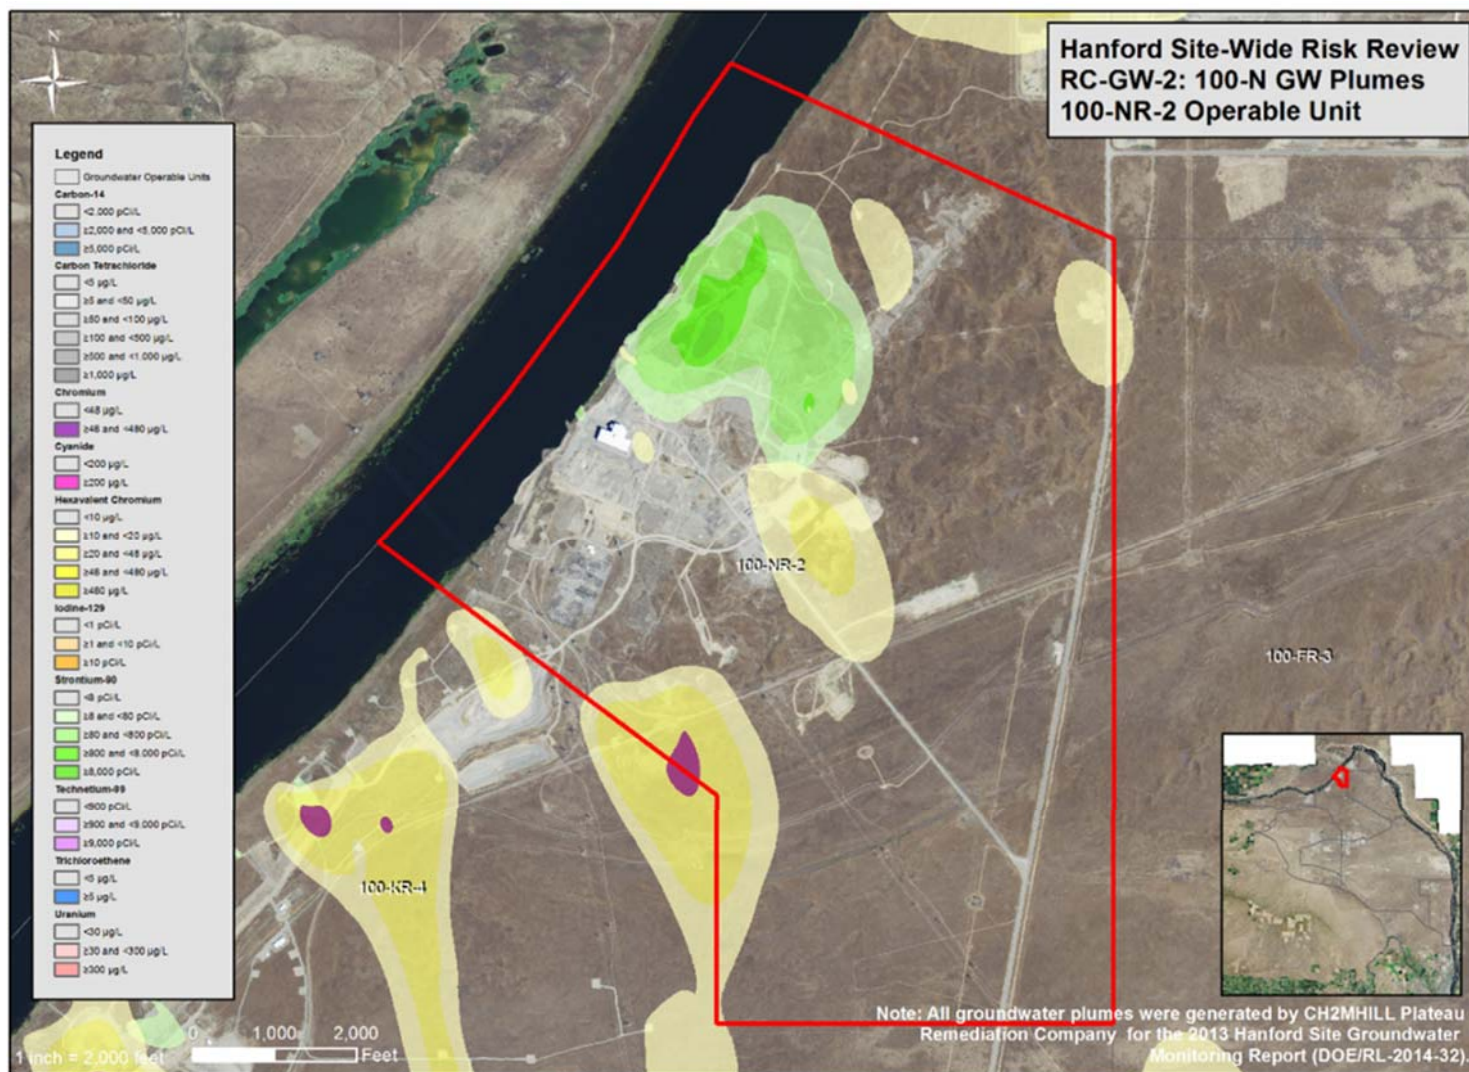 Hanford Site-Wide Risk Review
RC-GW-2: 100-N GW Plumes
100-NR-2 Operable Unit
N
Legend
Groundwater Operable Units
Carbon-14
<2,000 pCi/L
≥2,000 and <5,000 pCi/L
≥5,000 pCi/L
Carbon Tetrachloride
<5 µg/L
≥5 and <50 µg/L
≥50 and <100 µg/L
≥100 and <500 µg/L
≥500 and <1,000 µg/L
≥1,000 µg/L
Chromium
<48 µg/L
≥48 and <480 µg/L
Cyanide
<200 µg/L
≥200 µg/L
Hexavalent Chromium
<10 µg/L
≥10 and <20 µg/L
≥20 and <48 µg/L
≥48 and <480 µg/L
≥480 µg/L
Iodine-129
<1 pCi/L
≥1 and <10 pCi/L
≥10 pCi/L
Strontium-90
<8 pCi/L
≥8 and <80 pCi/L
≥80 and <800 pCi/L
≥800 and <8,000 pCi/L
≥8,000 pCi/L
Technetium-99
<900 pCi/L
≥900 and <9,000 pCi/L
≥9,000 pCi/L
Trichloroethene
<5 µg/L
≥5 µg/L
Uranium
<30 µg/L
≥30 and <300 µg/L
≥300 µg/L
100-NR-2
100-FR-3
100-KR-4
0 1,000 2,000
Feet
1 inch = 2,000 feet
Note: All groundwater plumes were generated by CH2MHILL Plateau
Remediation Company for the 2013 Hanford Site Groundwater
Monitoring Report (DOE/RL-2014-32).